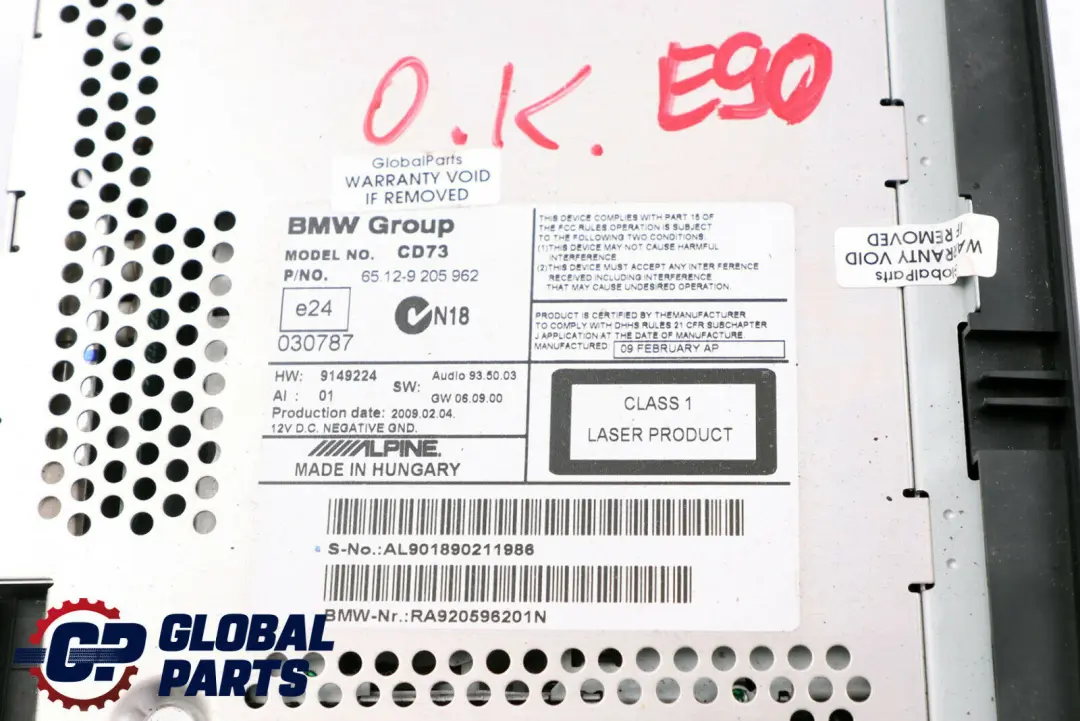 O.K. E90
GlobalParts
WARRANTY VOID
IF REMOVED
BMW Group
MODEL NO. CD73
P/NO. 65.12-9 205 962
e24
N18
030787
THIS DEVICE COMPLIES WITH PART 15 OF
THE FCC RULES OPERATION IS SUBJECT
TO THE FOLLOWING TWO CONDITIONS:
(1)THIS DEVICE MAY NOT CAUSE HARMFUL
INTERFERENCE.
(2)THIS DEVICE MUST ACCEPT ANY INTERFERENCE
RECEIVED INCLUDING INTERFERENCE
THAT MAY CAUSE UNDESIRED OPERATION.
PRODUCT IS CERTIFIED BY THEMANUFACTURER
TO COMPLY WITH DHHS RULES 21 CFR SUBCHAPTER
J APPLICATION AT THE DATE OF MANUFACTURE.
MANUFACTURED 09 FEBRUARY AP
HW: 9149224 SW: Audio 93.50.03
AI : 01 GW 06.09.00
Production date: 2009.02.04.
12V D.C. NEGATIVE GND.
ALPINE
MADE IN HUNGARY
CLASS 1
LASER PRODUCT
S-No.:AL901890211986
BMW-Nr.:RA920596201N
GlobalParts
WARRANTY VOID
IF REMOVED
GP GLOBAL
PARTS